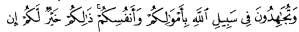 وَتُجَـٰهِدُونَ فِى سَبِيلِ ٱللَّهِ بِأَمْوَٰلِكُمْ وَأَنفُسِكُمْ ۚ ذَٰلِكُمْ خَيْرٌ لَّكُمْ إِن